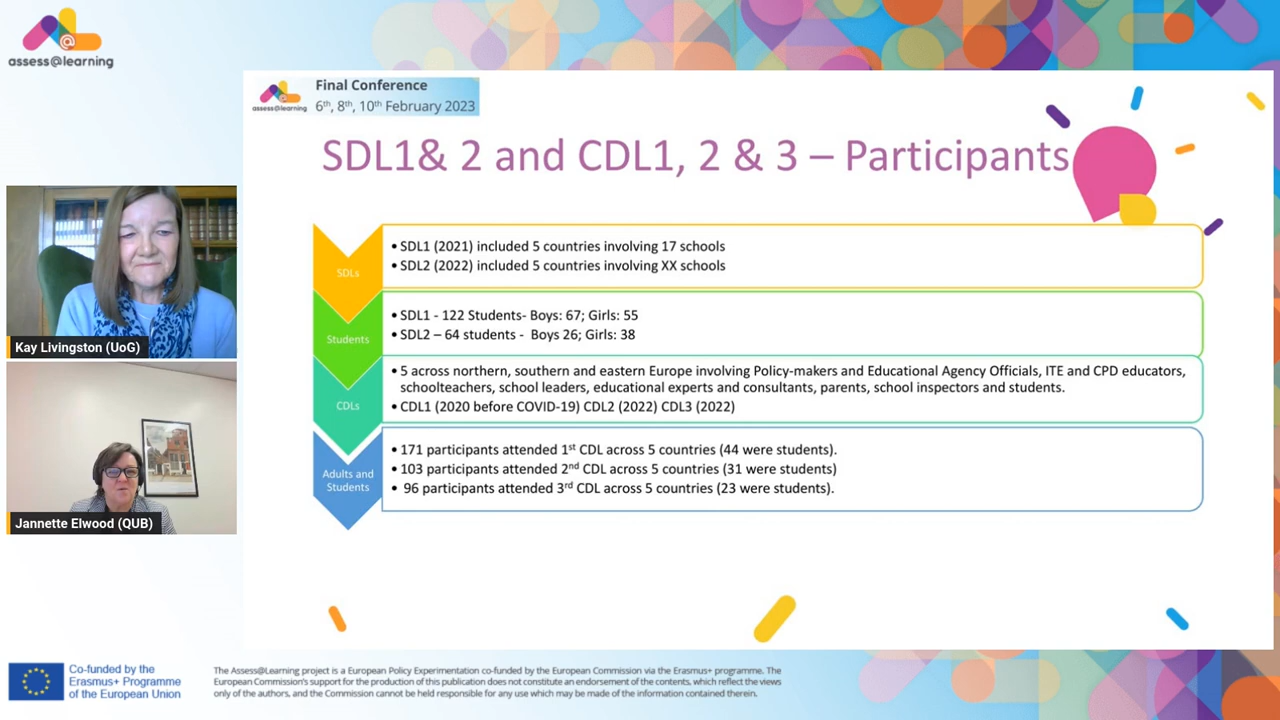 assess@learning
assess@learning
Final Conference
6th, 8th, 10th February 2023
SDL1& 2 and CDL1, 2 & 3 – Participants
SDLs
• SDL1 (2021) included 5 countries involving 17 schools
• SDL2 (2022) included 5 countries involving XX schools
Students
• SDL1 - 122 Students- Boys: 67; Girls: 55
• SDL2 – 64 students - Boys 26; Girls: 38
CDLs
• 5 across northern, southern and eastern Europe involving Policy-makers and Educational Agency Officials, ITE and CPD educators,
schoolteachers, school leaders, educational experts and consultants, parents, school inspectors and students.
• CDL1 (2020 before COVID-19) CDL2 (2022) CDL3 (2022)
Adults and
Students
• 171 participants attended 1st CDL across 5 countries (44 were students).
• 103 participants attended 2nd CDL across 5 countries (31 were students)
• 96 participants attended 3rd CDL across 5 countries (23 were students).
Kay Livingston (UoG)
Jannette Elwood (QUB)
Co-funded by the
Erasmus+ Programme
of the European Union
The Assess@Learning project is a European Policy Experimentation co-funded by the European Commission via the Erasmus+ programme. The
European Commission's support for the production of this publication does not constitute an endorsement of the contents, which reflect the views
only of the authors, and the Commission cannot be held responsible for any use which may be made of the information contained therein.